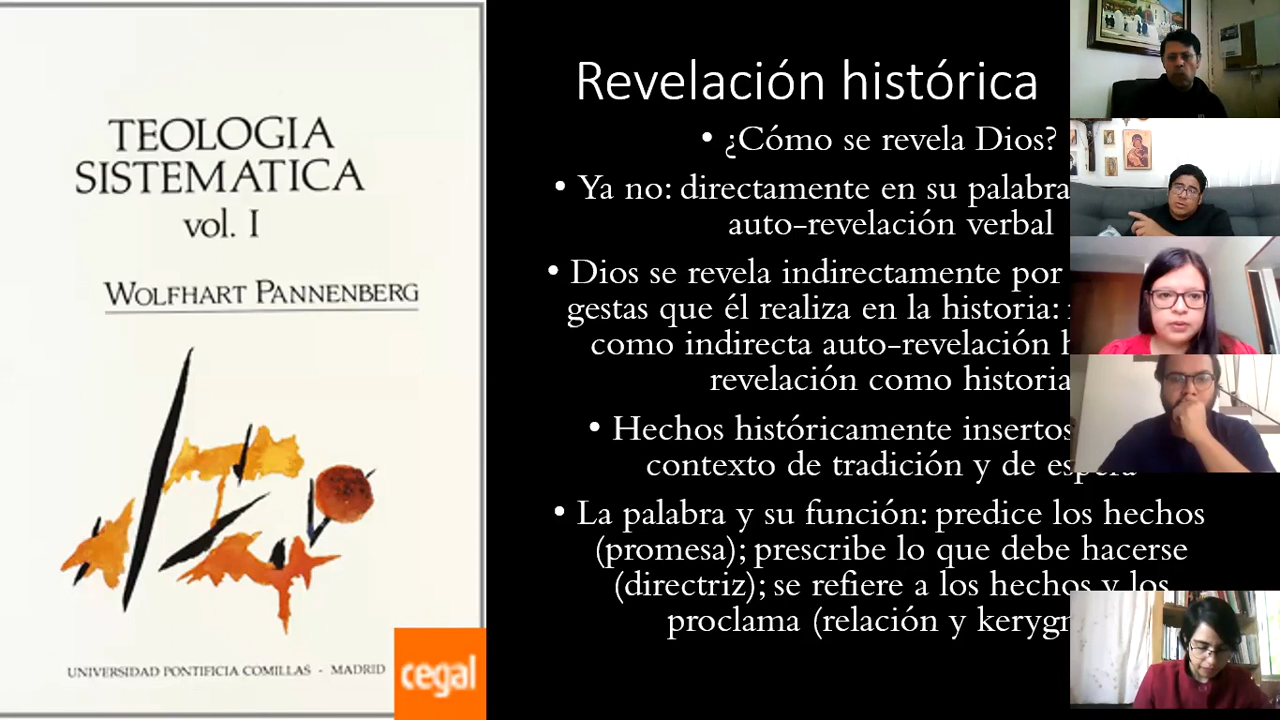 TEOLOGIA
SISTEMATICA
vol. I
WOLFHART PANNENBERG
UNIVERSIDAD PONTIFICIA COMILLAS - MADRID
cegal
Revelación histórica
• ¿Cómo se revela Dios?
• Ya no: directamente en su palabra
auto-revelación verbal
• Dios se revela indirectamente por
gestas que él realiza en la historia:
como indirecta auto-revelación
revelación como historia
• Hechos históricamente insertos
contexto de tradición y de espera
• La palabra y su función: predice los hechos
(promesa); prescribe lo que debe hacerse
(directriz); se refiere a los hechos y los
proclama (relación y